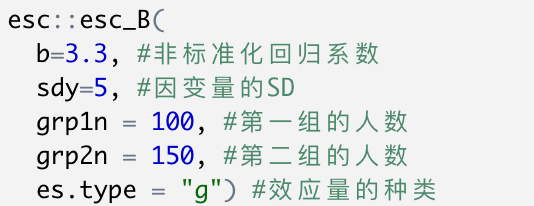 esc::esc_B(
b=3.3, #非标准化回归系数
sdy=5, #因变量的SD
grp1n = 100, #第一组的人数
grp2n = 150, #第二组的人数
es.type = "g") #效应量的种类